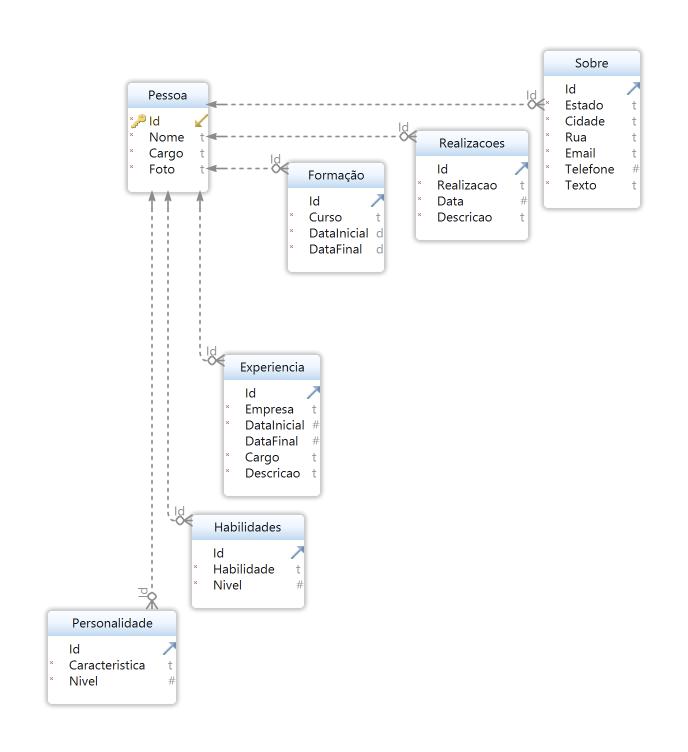 Sobre
Id
Estado t
Cidade t
Rua t
Email t
Telefone #
Texto t
Id
Pessoa
Id
Nome t
Cargo t
Foto t
Id
Realizacoes
Id
Realizacao t
Data #
Descricao t
Id
Formação
Id
Curso t
DataInicial d
DataFinal d
Id
Experiencia
Id
Empresa t
DataInicial #
DataFinal #
Cargo t
Descricao t
Id
Habilidades
Id
Habilidade t
Nivel #
Id
Personalidade
Id
Caracteristica t
Nivel #